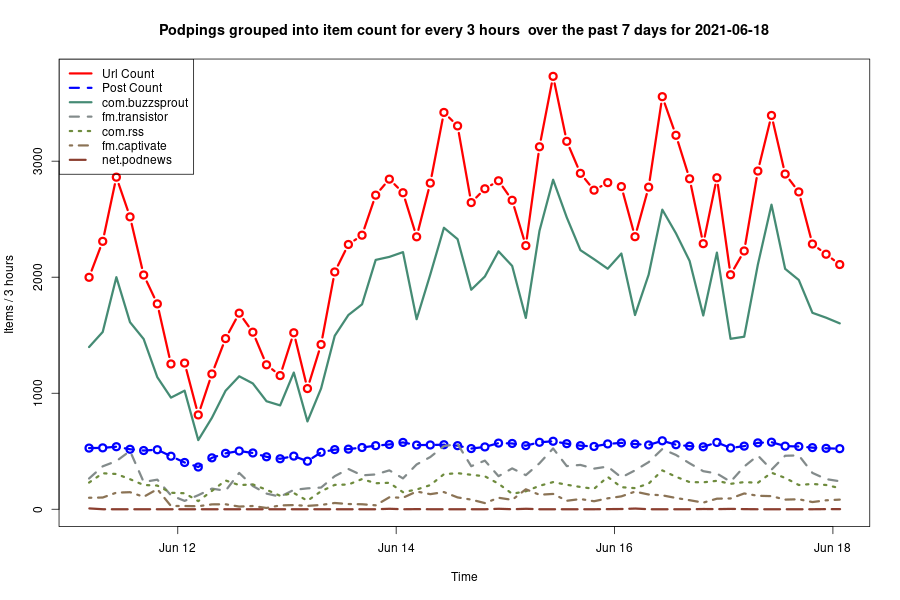 Podpings grouped into item count for every 3 hours  over the past 7 days for 2021-06-18
Url Count
Post Count
com.buzzsprout
fm.transistor
com.rss
fm.captivate
net.podnews
Items / 3 hours
3000
2000
1000
0
Jun 12
Jun 14
Jun 16
Jun 18
Time